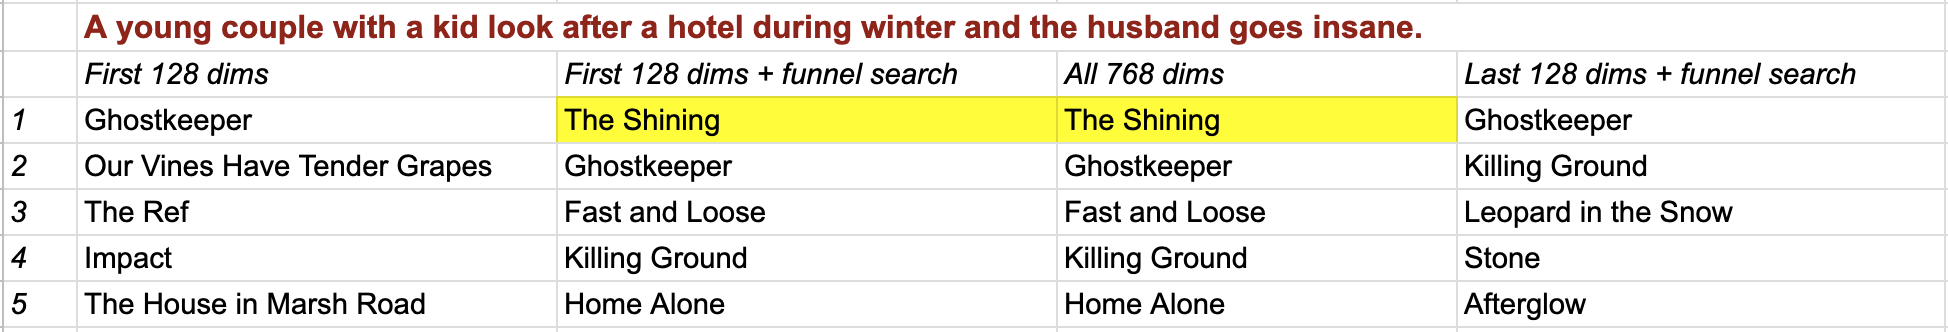 A young couple with a kid look after a hotel during winter and the husband goes insane.
First 128 dims First 128 dims + funnel search All 768 dims Last 128 dims + funnel search
1 Ghostkeeper The Shining The Shining Ghostkeeper
2 Our Vines Have Tender Grapes Ghostkeeper Ghostkeeper Killing Ground
3 The Ref Fast and Loose Fast and Loose Leopard in the Snow
4 Impact Killing Ground Killing Ground Stone
5 The House in Marsh Road Home Alone Home Alone Afterglow